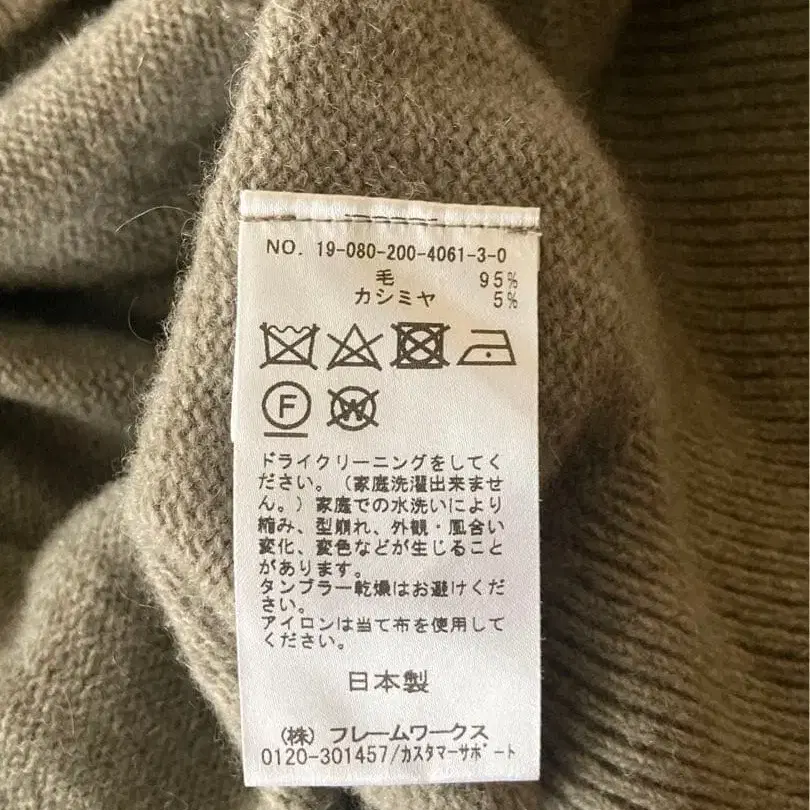 NO. 19-080-200-4061-3-0
毛 95%
カシミヤ 5%
F W
ドライクリーニングをしてく
ださい。(家庭洗濯出来ませ
ん。)家庭での水洗いにより
縮み、型崩れ、外観・風合い
変化、変色などが生じること
があります。
タンブラー乾燥はお避けくだ
さい。
アイロンは当て布を使用して
ください。
日本製
(株) フレームワークス
0120-301457/カスタマーサポート